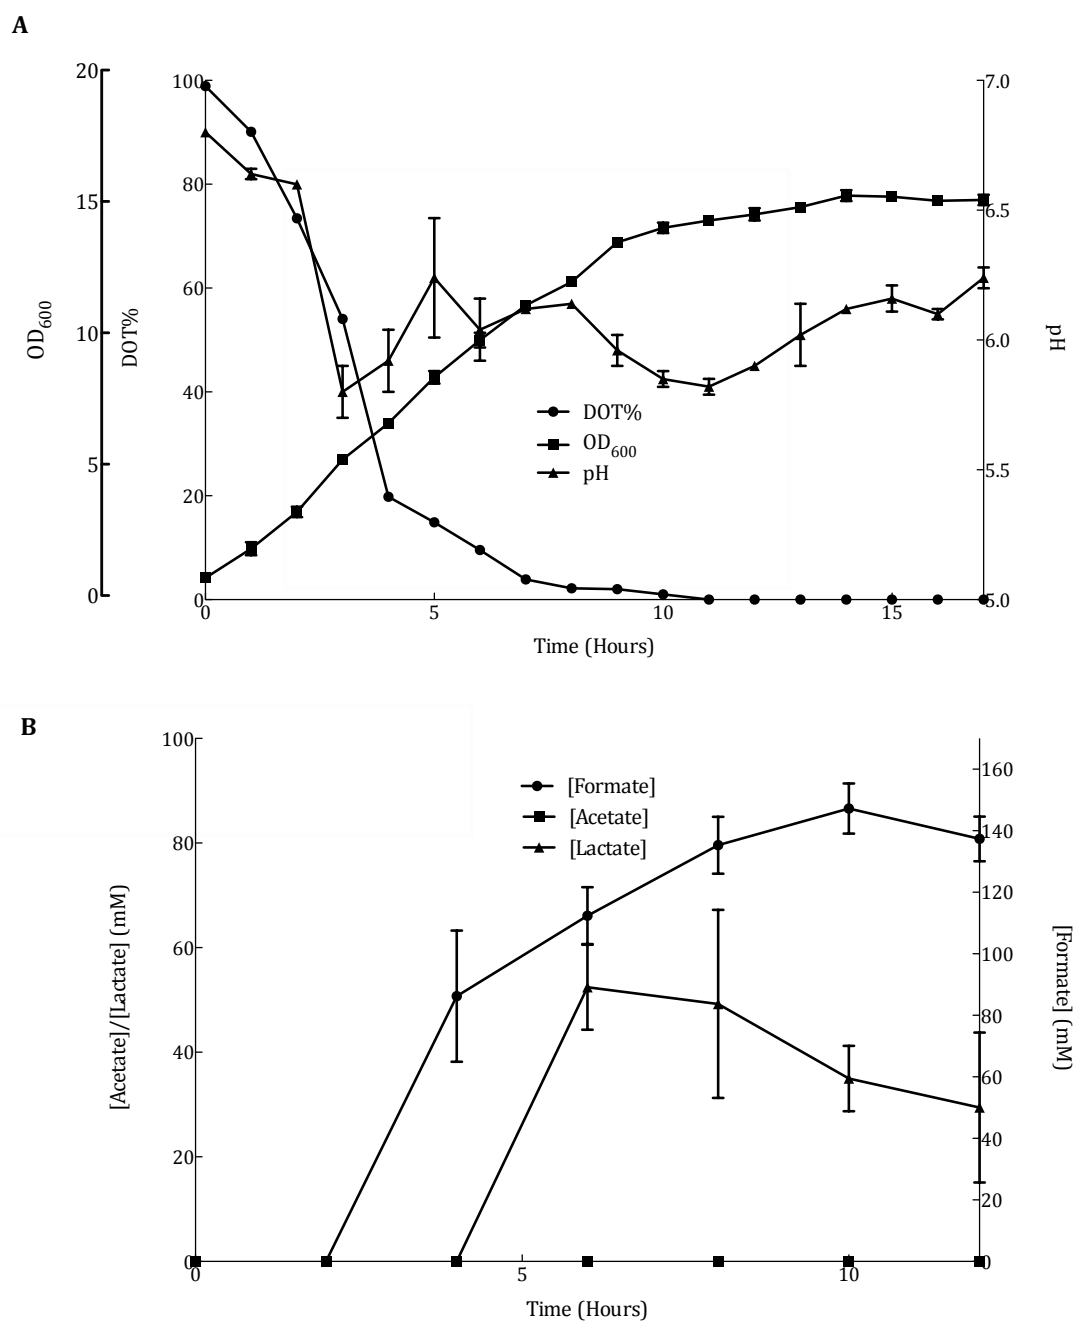 A
20
15
10
5
0
OD600
100
80
60
40
20
0
DOT%
7.0
6.5
6.0
5.5
5.0
pH
DOT%
OD600
pH
0
5
10
15
Time (Hours)
B
100
80
60
40
20
0
[Acetate]/[Lactate] (mM)
[Formate]
[Acetate]
[Lactate]
160
140
120
100
80
60
40
20
0
[Formate] (mM)
0
5
10
Time (Hours)